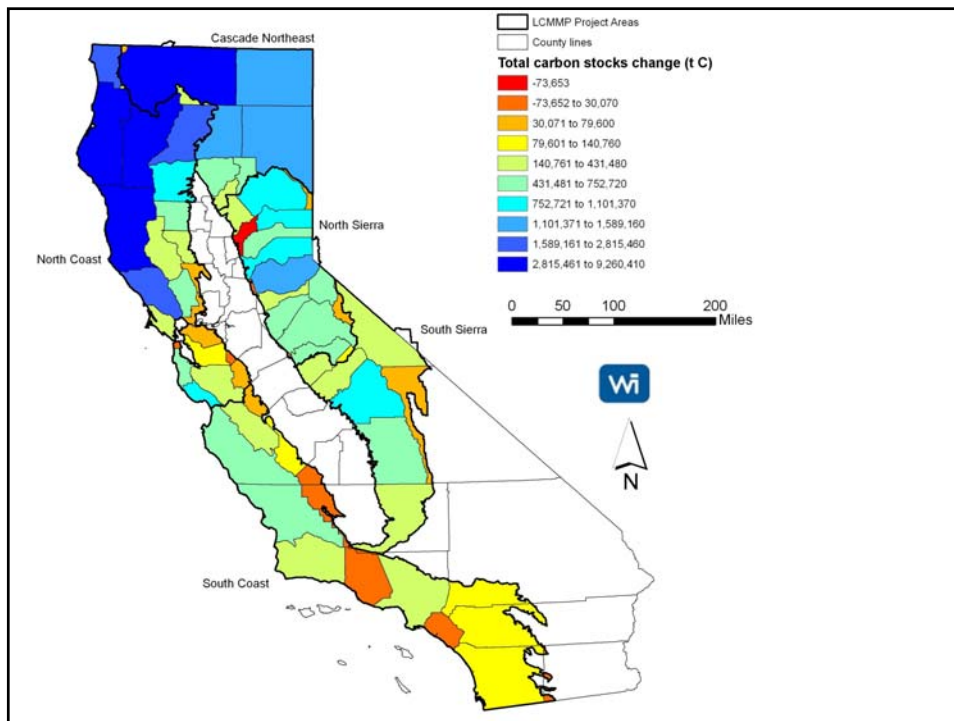 Cascade Northeast
North Sierra
North Coast
South Sierra
South Coast
LCMMP Project Areas
County lines
Total carbon stocks change (t C)
-73,653
-73,652 to 30,070
30,071 to 79,600
79,601 to 140,760
140,761 to 431,480
431,481 to 752,720
752,721 to 1,101,370
1,101,371 to 1,589,160
1,589,161 to 2,815,460
2,815,461 to 9,260,410
0 50 100 200
Miles
Wi
N